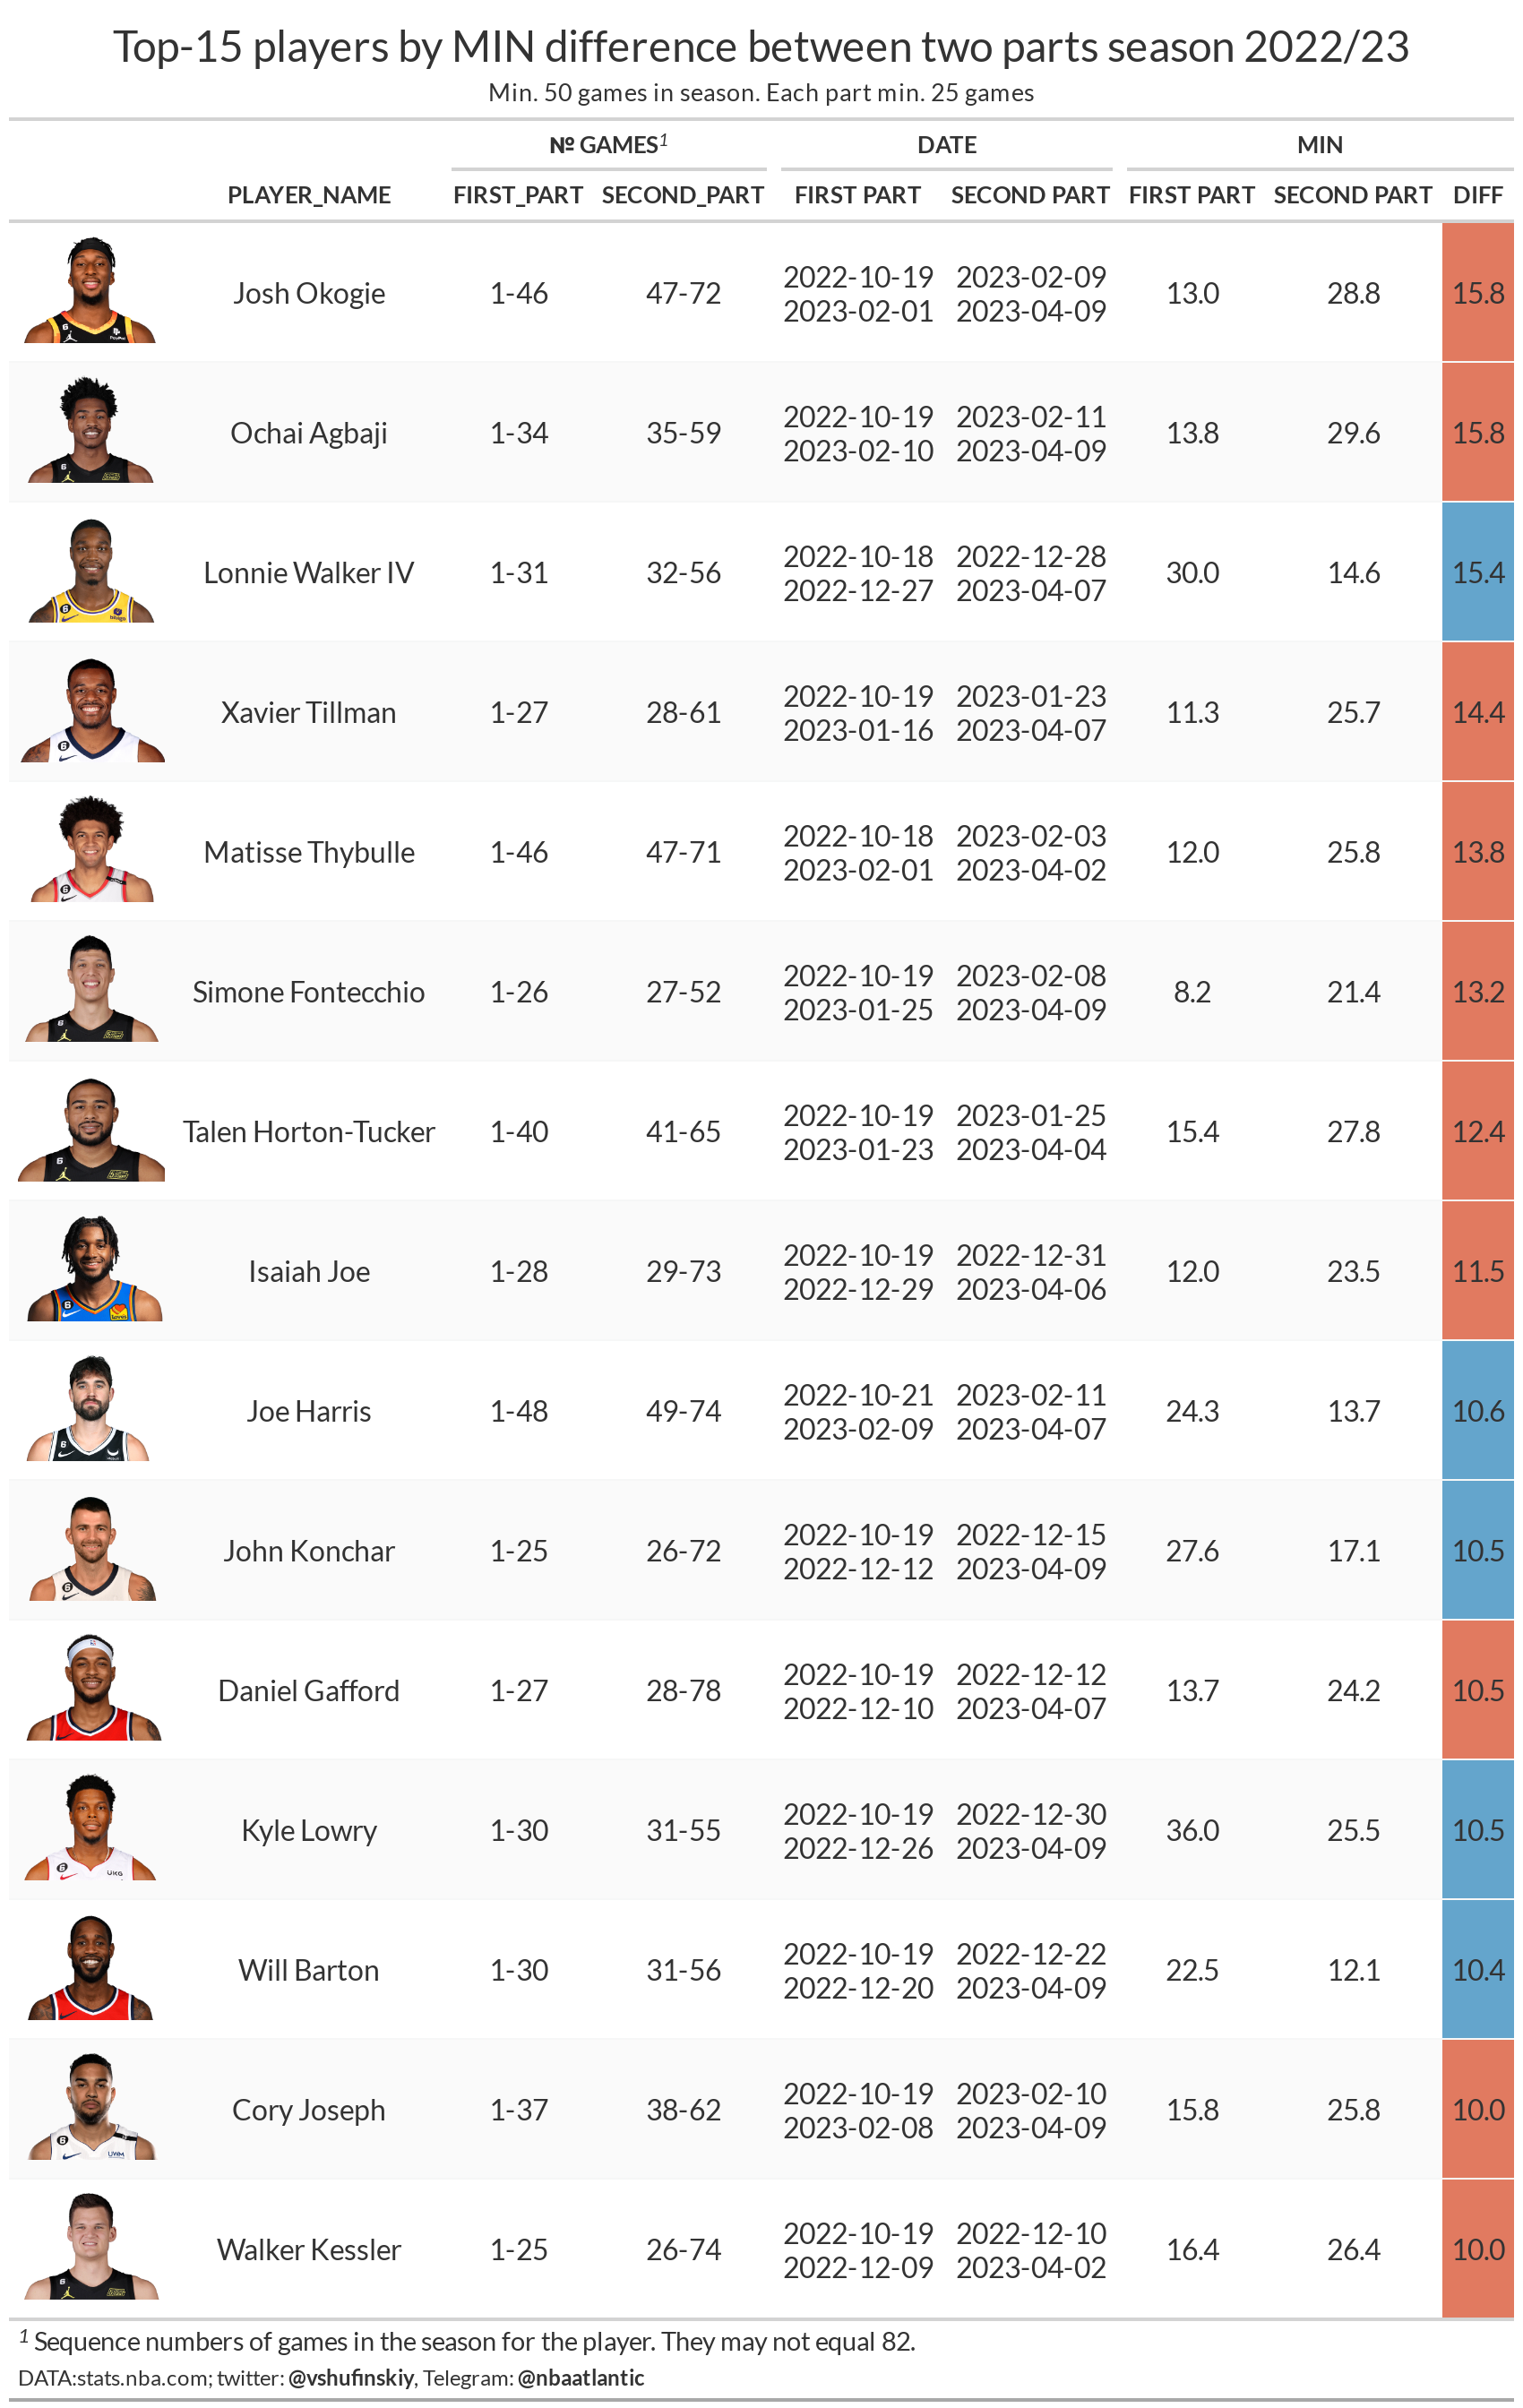 Top-15 players by MIN difference between two parts season 2022/23
Min. 50 games in season. Each part min. 25 games
№ GAMES1 DATE MIN
PLAYER_NAME FIRST_PART SECOND_PART FIRST PART SECOND PART FIRST PART SECOND PART DIFF
2022-10-19 2023-02-09
Josh Okogie 1-46 47-72 13.0 28.8 15.8
2023-02-01 2023-04-09
2022-10-19 2023-02-11
Ochai Agbaji 1-34 35-59 13.8 29.6 15.8
2023-02-10 2023-04-09
2022-10-18 2022-12-28
Lonnie Walker IV 1-31 32-56 30.0 14.6 15.4
2022-12-27 2023-04-07
2022-10-19 2023-01-23
Xavier Tillman 1-27 28-61 11.3 25.7 14.4
2023-01-16 2023-04-07
2022-10-18 2023-02-03
Matisse Thybulle 1-46 47-71 12.0 25.8 13.8
2023-02-01 2023-04-02
2022-10-19 2023-02-08
Simone Fontecchio 1-26 27-52 8.2 21.4 13.2
2023-01-25 2023-04-09
2022-10-19 2023-01-25
Talen Horton-Tucker 1-40 41-65 15.4 27.8 12.4
2023-01-23 2023-04-04
2022-10-19 2022-12-31
Isaiah Joe 1-28 29-73 12.0 23.5 11.5
2022-12-29 2023-04-06
2022-10-21 2023-02-11
Joe Harris 1-48 49-74 24.3 13.7 10.6
2023-02-09 2023-04-07
2022-10-19 2022-12-15
John Konchar 1-25 26-72 27.6 17.1 10.5
2022-12-12 2023-04-09
2022-10-19 2022-12-12
Daniel Gafford 1-27 28-78 13.7 24.2 10.5
2022-12-10 2023-04-07
2022-10-19 2022-12-30
Kyle Lowry 1-30 31-55 36.0 25.5 10.5
2022-12-26 2023-04-09
2022-10-19 2022-12-22
Will Barton 1-30 31-56 22.5 12.1 10.4
2022-12-20 2023-04-09
2022-10-19 2023-02-10
Cory Joseph 1-37 38-62 15.8 25.8 10.0
2023-02-08 2023-04-09
2022-10-19 2022-12-10
Walker Kessler 1-25 26-74 16.4 26.4 10.0
2022-12-09 2023-04-02
1 Sequence numbers of games in the season for the player. They may not equal 82.
DATA:stats.nba.com; twitter: @vshufinskiy, Telegram: @nbaatlantic